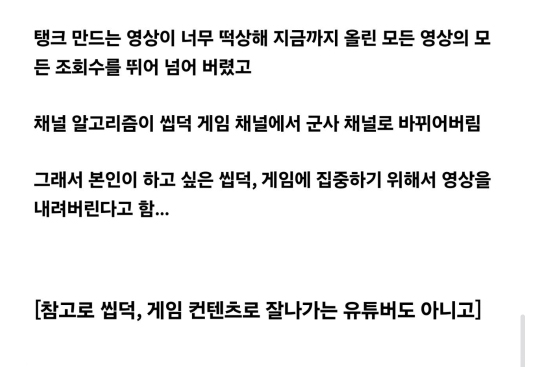 탱크 만드는 영상이 너무 떡상해 지금까지 올린 모든 영상의 모
든 조회수를 뛰어 넘어 버렸고
채널 알고리즘이 씹덕 게임 채널에서 군사 채널로 바뀌어버림
그래서 본인이 하고 싶은 씹덕, 게임에 집중하기 위해서 영상을
내려버린다고 함...
[참고로 씹덕, 게임 컨텐츠로 잘나가는 유튜버도 아니고]